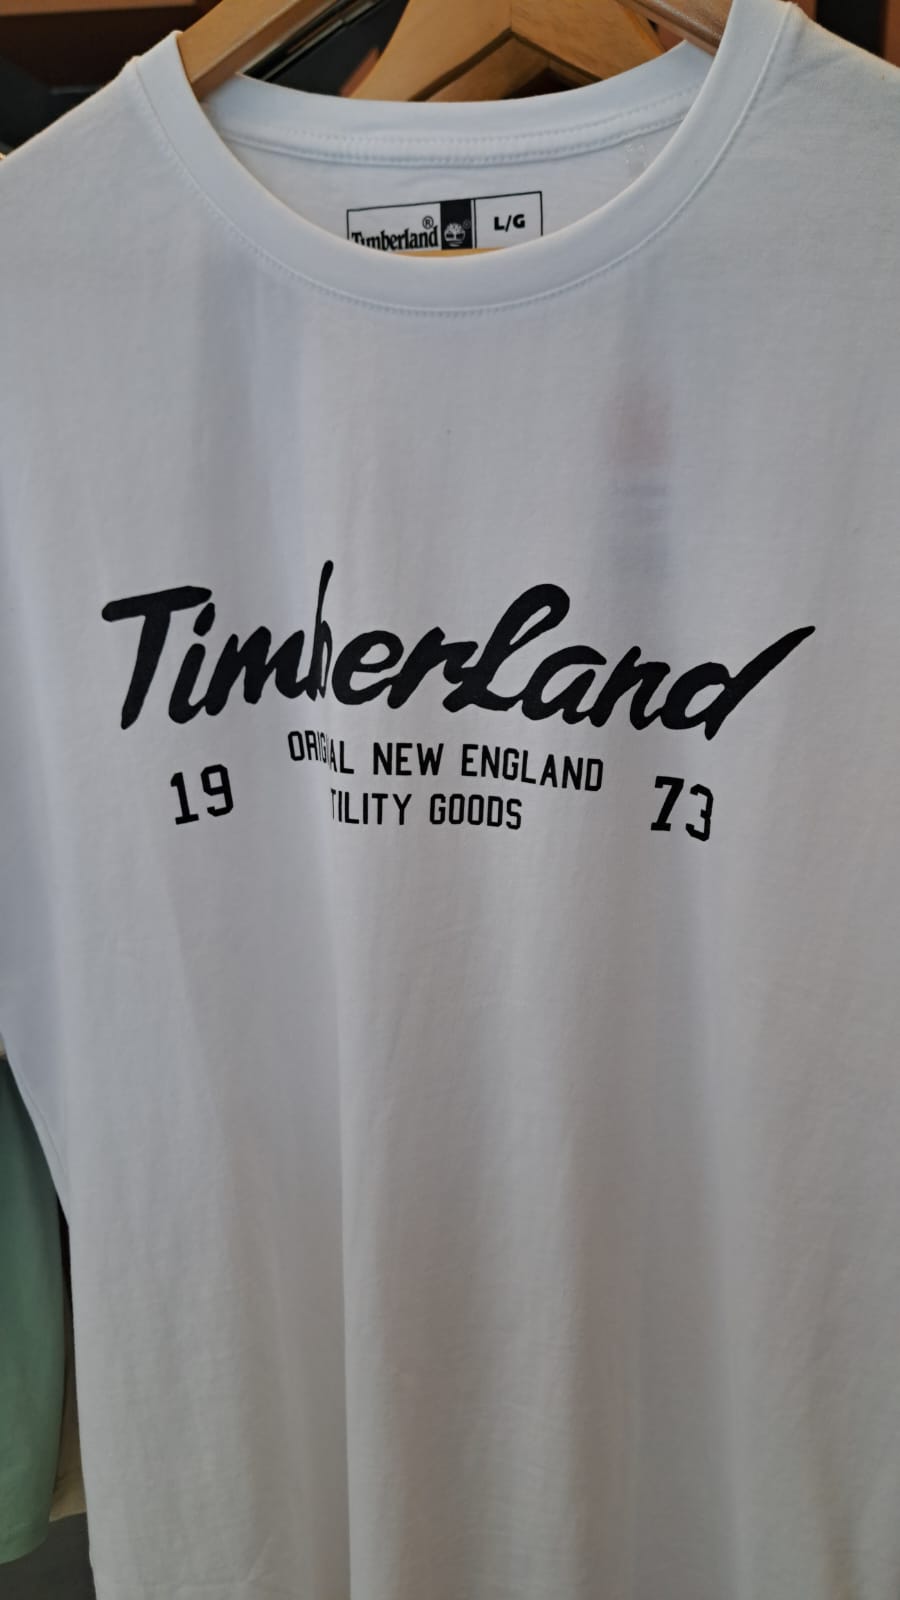 Timberland® ® L/G
Timberland
ORIGINAL NEW ENGLAND
19 TILITY GOODS 73